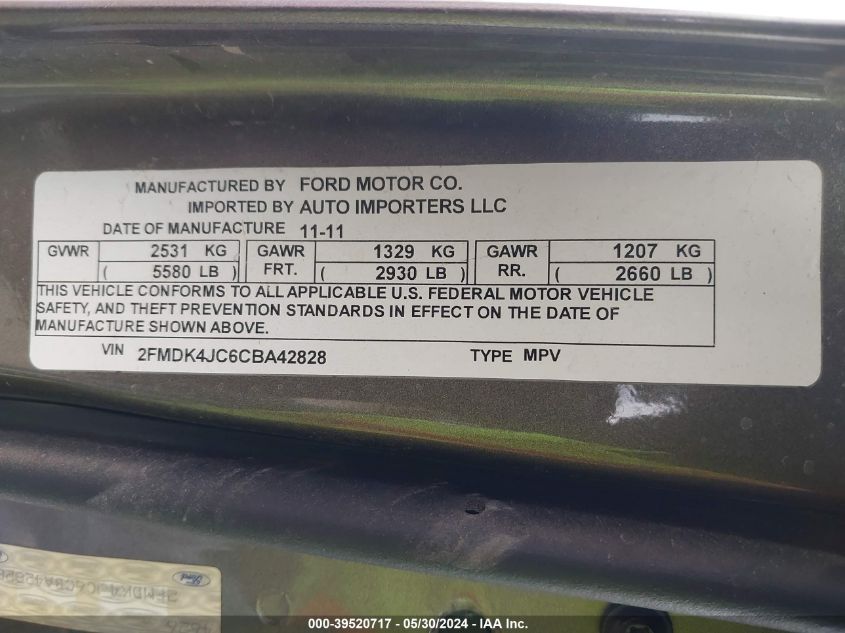 MANUFACTURED BY FORD MOTOR CO.
IMPORTED BY AUTO IMPORTERS LLC
DATE OF MANUFACTURE 11-11
GVWR 2531 KG GAWR 1329 KG GAWR 1207 KG
( 5580 LB ) FRT. ( 2930 LB ) RR. ( 2660 LB )
THIS VEHICLE CONFORMS TO ALL APPLICABLE U.S. FEDERAL MOTOR VEHICLE
SAFETY, AND THEFT PREVENTION STANDARDS IN EFFECT ON THE DATE OF
MANUFACTURE SHOWN ABOVE.
VIN 2FMDK4JC6CBA42828 TYPE MPV
Ford
000-39520717 - 05/30/2024 - IAAI.com